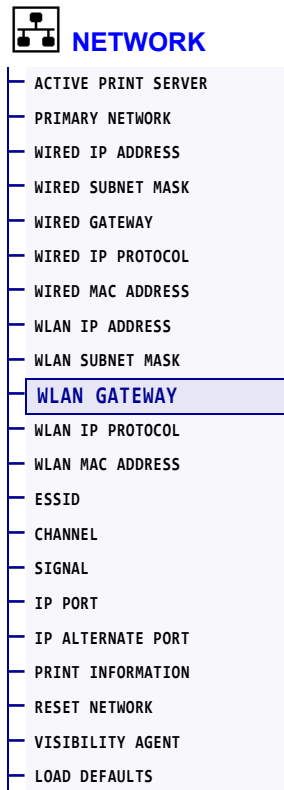 NETWORK
ACTIVE PRINT SERVER
PRIMARY NETWORK
WIRED IP ADDRESS
WIRED SUBNET MASK
WIRED GATEWAY
WIRED IP PROTOCOL
WIRED MAC ADDRESS
WLAN IP ADDRESS
WLAN SUBNET MASK
WLAN GATEWAY
WLAN IP PROTOCOL
WLAN MAC ADDRESS
ESSID
CHANNEL
SIGNAL
IP PORT
IP ALTERNATE PORT
PRINT INFORMATION
RESET NETWORK
VISIBILITY AGENT
LOAD DEFAULTS